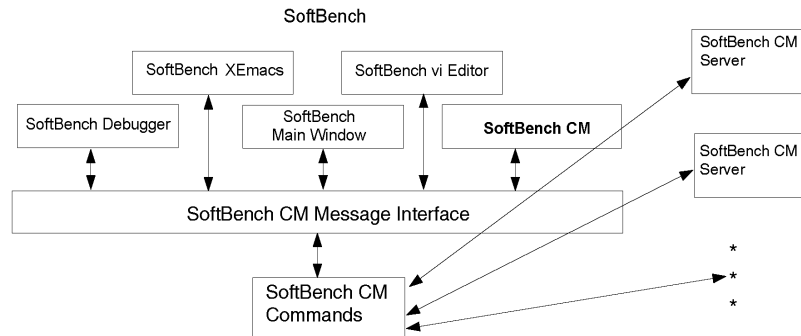 SoftBench
SoftBench XEmacs
SoftBench vi Editor
SoftBench CM
Server
SoftBench Debugger
SoftBench
Main Window
SoftBench CM
SoftBench CM
Server
SoftBench CM Message Interface
*
*
*
SoftBench CM
Commands